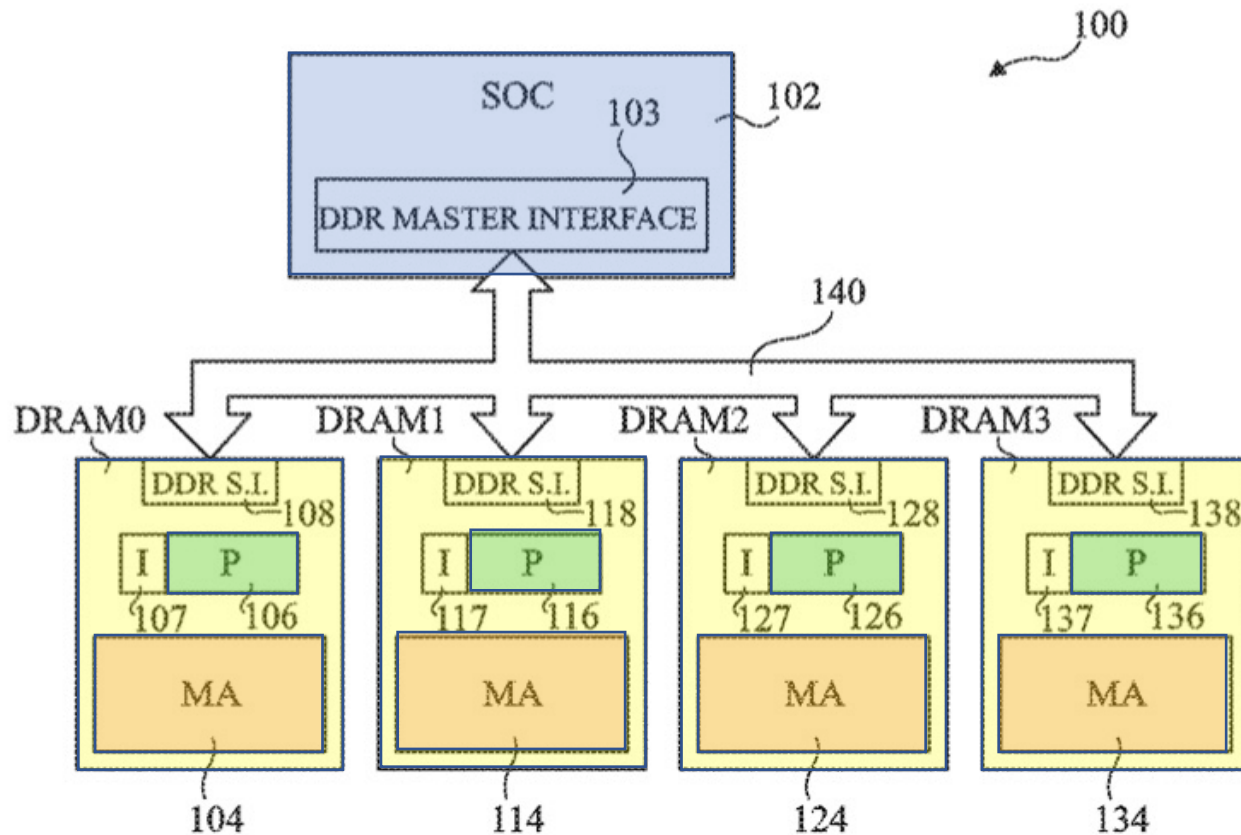 100
SOC
102
103
DDR MASTER INTERFACE
140
DRAM0 DRAM1 DRAM2 DRAM3
DDR S.I. DDR S.I. DDR S.I. DDR S.I.
108 118 128 138
I P I P I P I P
107 106 117 116 127 126 137 136
MA MA MA MA
104 114 124 134